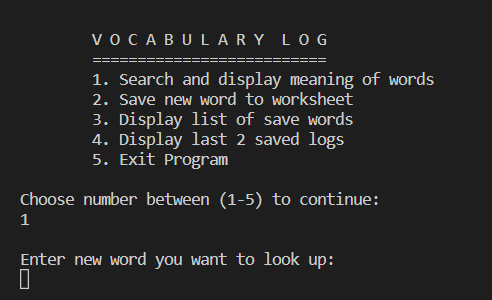 V O C A B U L A R Y  L O G
==========================
1. Search and display meaning of words
2. Save new word to worksheet
3. Display list of save words
4. Display last 2 saved logs
5. Exit Program
Choose number between (1-5) to continue:
1
Enter new word you want to look up: